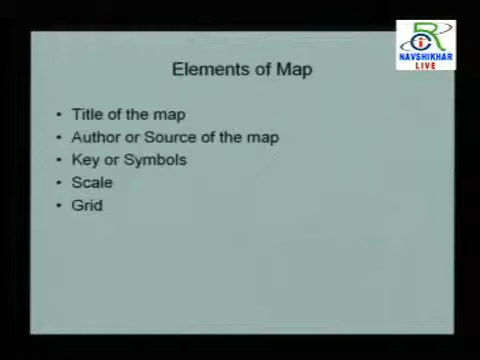 NAVSHIKHAR
LIVE
Elements of Map
• Title of the map
• Author or Source of the map
• Key or Symbols
• Scale
• Grid